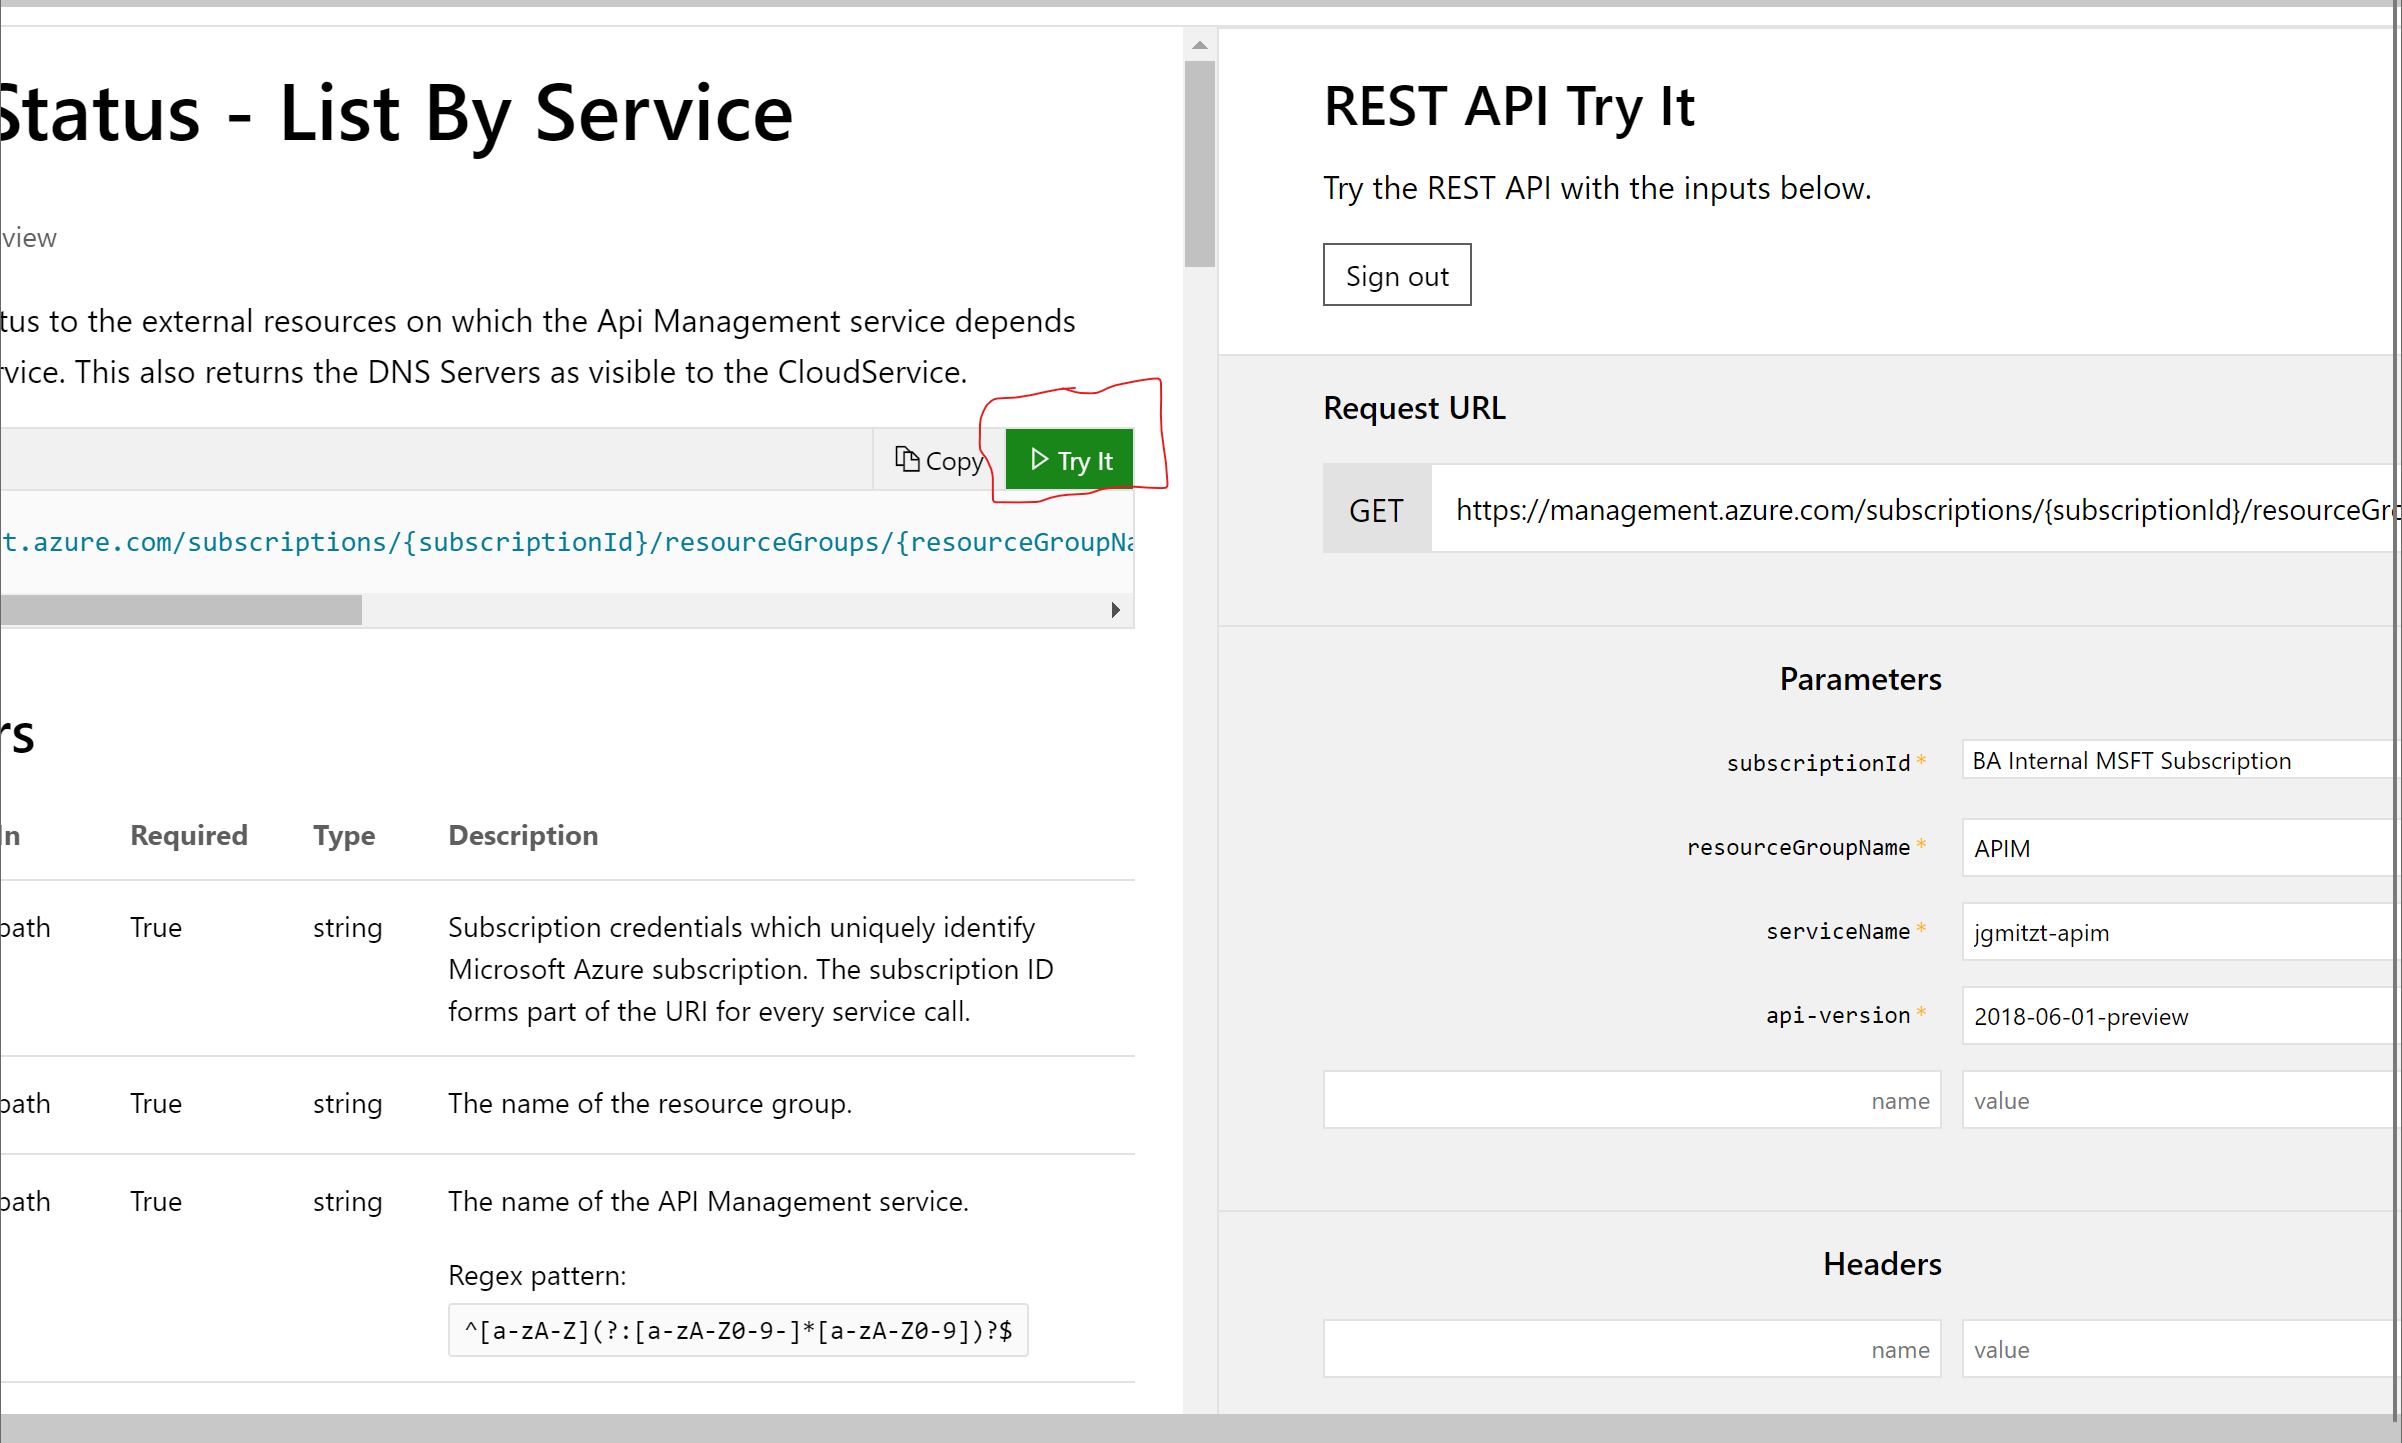 Status - List By Service
view
tus to the external resources on which the Api Management service depends
vice. This also returns the DNS Servers as visible to the CloudService.
Copy
Try It
t.azure.com/subscriptions/{subscriptionId}/resourceGroups/{resourceGroupNa
rs
In Required Type Description
path True string Subscription credentials which uniquely identify
Microsoft Azure subscription. The subscription ID
forms part of the URI for every service call.
path True string The name of the resource group.
path True string The name of the API Management service.
Regex pattern:
^[a-zA-Z](?:[a-zA-Z0-9-]*[a-zA-Z0-9])?$
REST API Try It
Try the REST API with the inputs below.
Sign out
Request URL
GET https://management.azure.com/subscriptions/{subscriptionId}/resourceGro
Parameters
subscriptionId* BA Internal MSFT Subscription
resourceGroupName* APIM
serviceName* jgmitzt-apim
api-version* 2018-06-01-preview
name value
Headers
name value